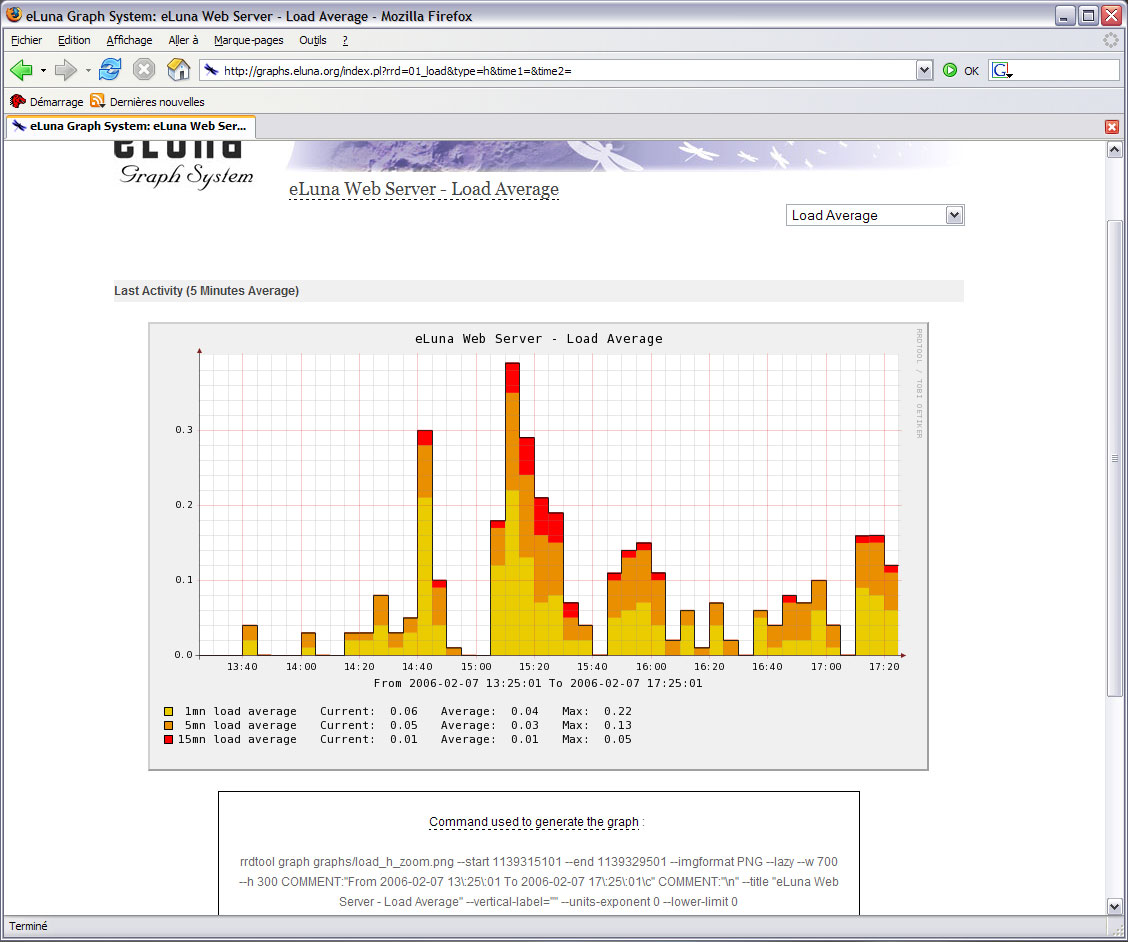 eLuna Graph System: eLuna Web Server - Load Average - Mozilla Firefox
Fichier Edition Affichage Aller à Marque-pages Outils ?
http://graphs.eluna.org/index.pl?rrd=01_load&type=h&time1=&time2= OK G
Démarrage Dernières nouvelles
eLuna Graph System: eLuna Web Ser...
eLuna
Graph System
eLuna Web Server - Load Average
Load Average
Last Activity (5 Minutes Average)
eLuna Web Server - Load Average
RRDTOOL / TOBI OETIKER
0.3
0.2
0.1
0.0
13:40 14:00 14:20 14:40 15:00 15:20 15:40 16:00 16:20 16:40 17:00 17:20
From 2006-02-07 13:25:01 To 2006-02-07 17:25:01
1mn load average Current: 0.06 Average: 0.04 Max: 0.22
5mn load average Current: 0.05 Average: 0.03 Max: 0.13
15mn load average Current: 0.01 Average: 0.01 Max: 0.05
Command used to generate the graph :
rrdtool graph graphs/load_h_zoom.png --start 1139315101 --end 1139329501 --imgformat PNG --lazy --w 700
--h 300 COMMENT:"From 2006-02-07 13\:25\:01 To 2006-02-07 17\:25\:01\c" COMMENT:"\n" --title "eLuna Web
Server - Load Average" --vertical-label="" --units-exponent 0 --lower-limit 0
Terminé